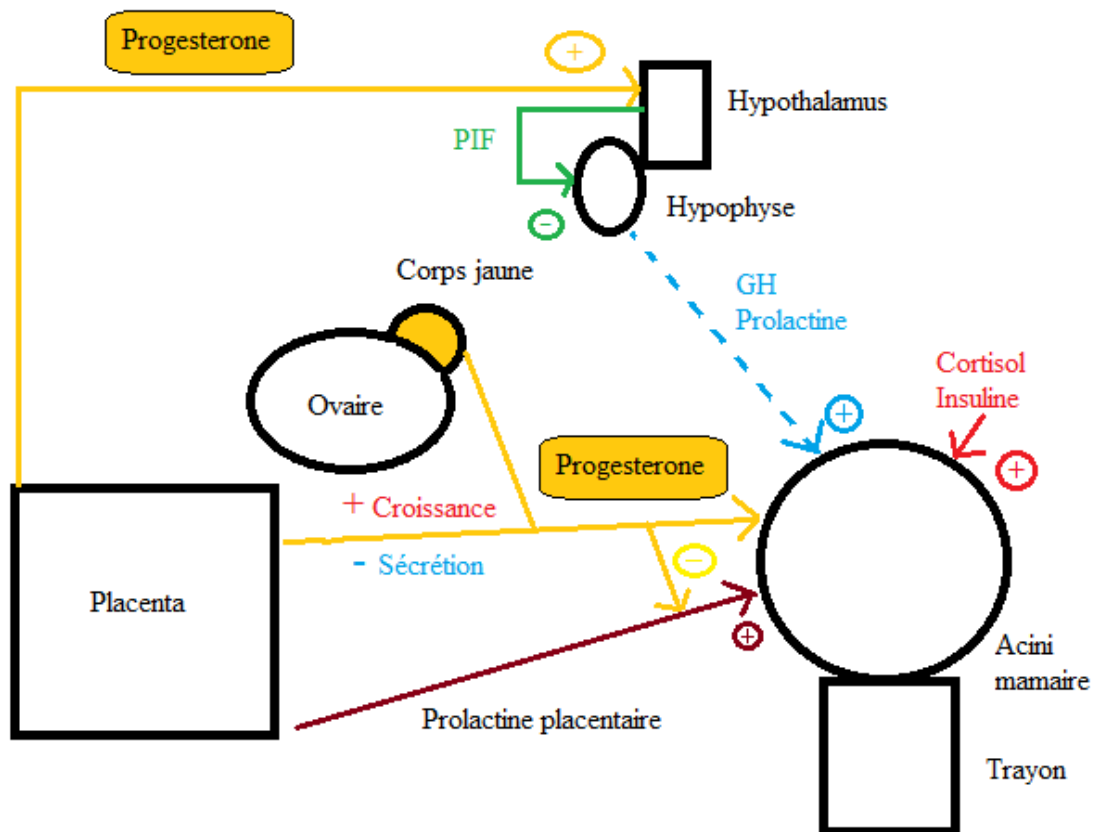 Progesterone
+
Hypothalamus
PIF
-
Hypophyse
Corps jaune
GH
Prolactine
Cortisol
Insuline
Ovaire
+
+
Progesterone
+ Croissance
- Sécrétion
-
Placenta
+
Acini
mamaire
Prolactine placentaire
Trayon